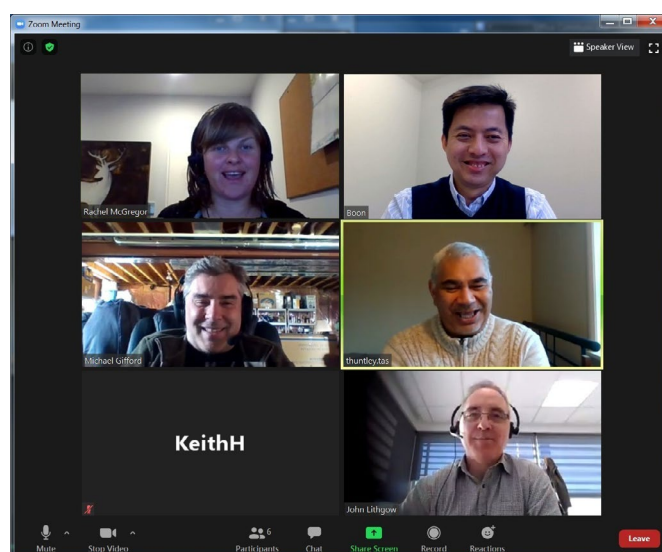 Zoom Meeting
Speaker View
Rachel McGregor
Boon
Michael Gifford
thuntley.tas
KeithH
John Lithgow
6
Mute
Stop Video
Participants
Chat
Share Screen
Record
Reactions
Leave